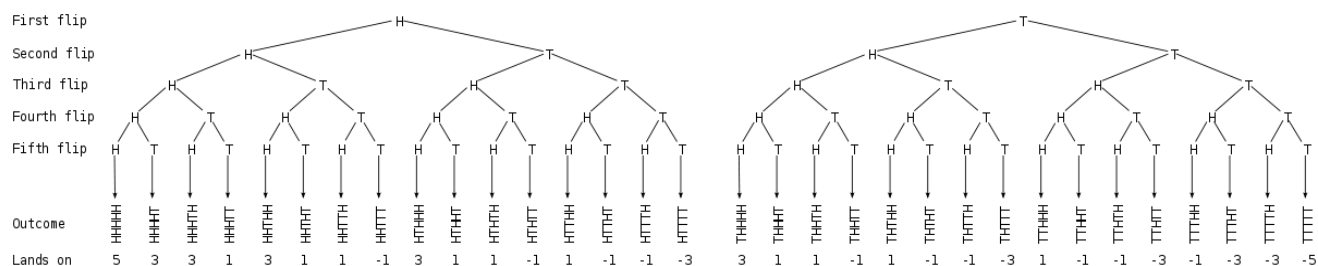 First flip H T
Second flip H T H T
Third flip H T H T H T H T
Fourth flip H T H T H T H T H T H T H T H T
Fifth flip H T H T H T H T H T H T H T H T H T H T H T H T H T H T H T H T
Outcome HHHHH HHHHT HHHTH HHHTT HHTHH HHTHT HHTTH HHTTT HTHHH HTHHT HTHTH HTHTT HTTHH HTTHT HTTTH HTTTT THHHH THHHT THHTH THHTT THTHH THTHT THTTH THTTT TTHHH TTHHT TTHTH TTHTT TTTHH TTTHT TTTTH TTTTT
Lands on 5 3 3 1 3 1 1 -1 3 1 1 -1 1 -1 -1 -3 3 1 1 -1 1 -1 -1 -3 1 -1 -1 -3 -1 -3 -3 -5